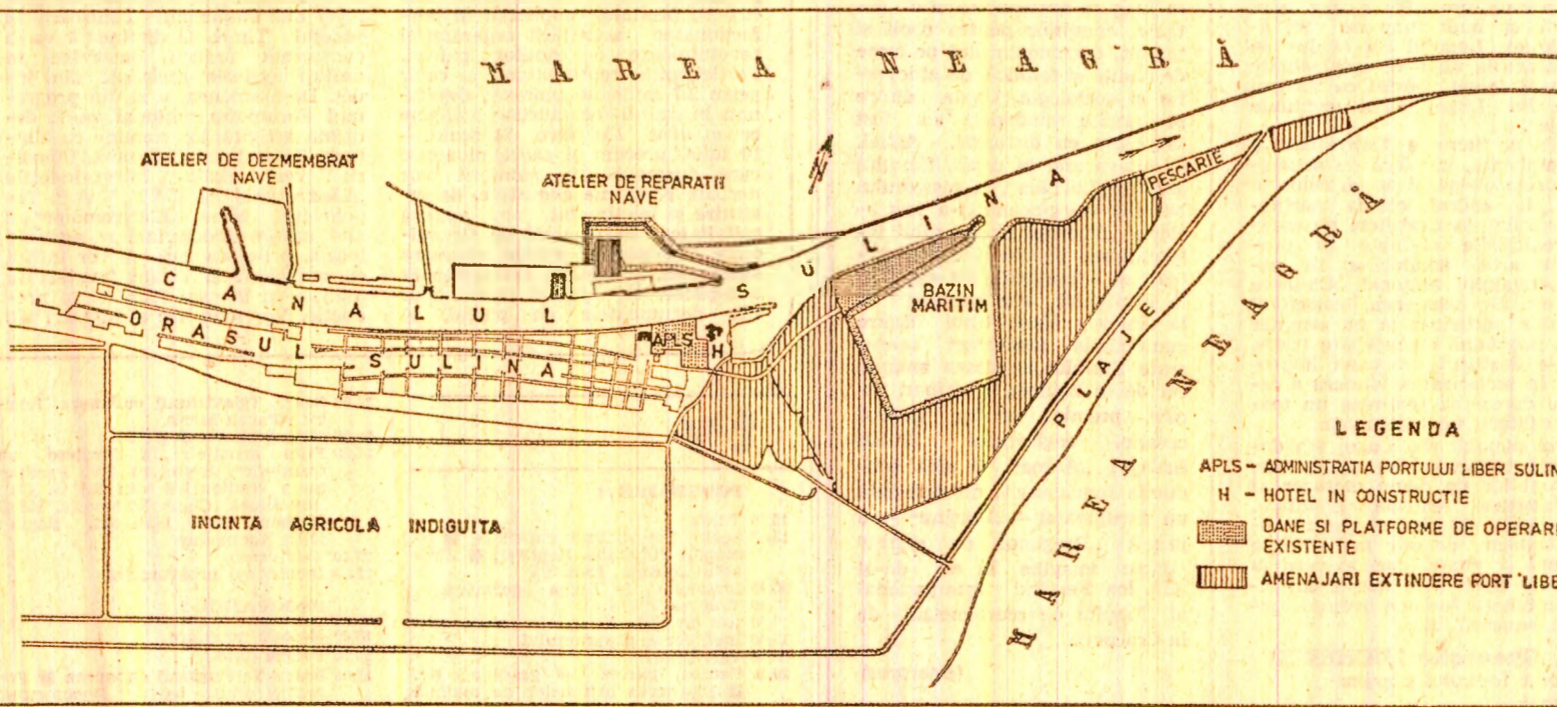 MAREA NEAGRĂ
ATELIER DE DEZMEMBRAT
NAVE
ATELIER DE REPARATII
NAVE
N
PESCARIE
CANALUL SULINA
BAZIN
MARITIM
ORASUL SULINA
APLS
H
PLAJE
MAREA NEAGRĂ
INCINTA AGRICOLA INDIGUITA
LEGENDA
APLS - ADMINISTRATIA PORTULUI LIBER SULIN
H - HOTEL IN CONSTRUCTIE
DANE SI PLATFORME DE OPERARE
EXISTENTE
AMENAJARI EXTINDERE PORT LIBE